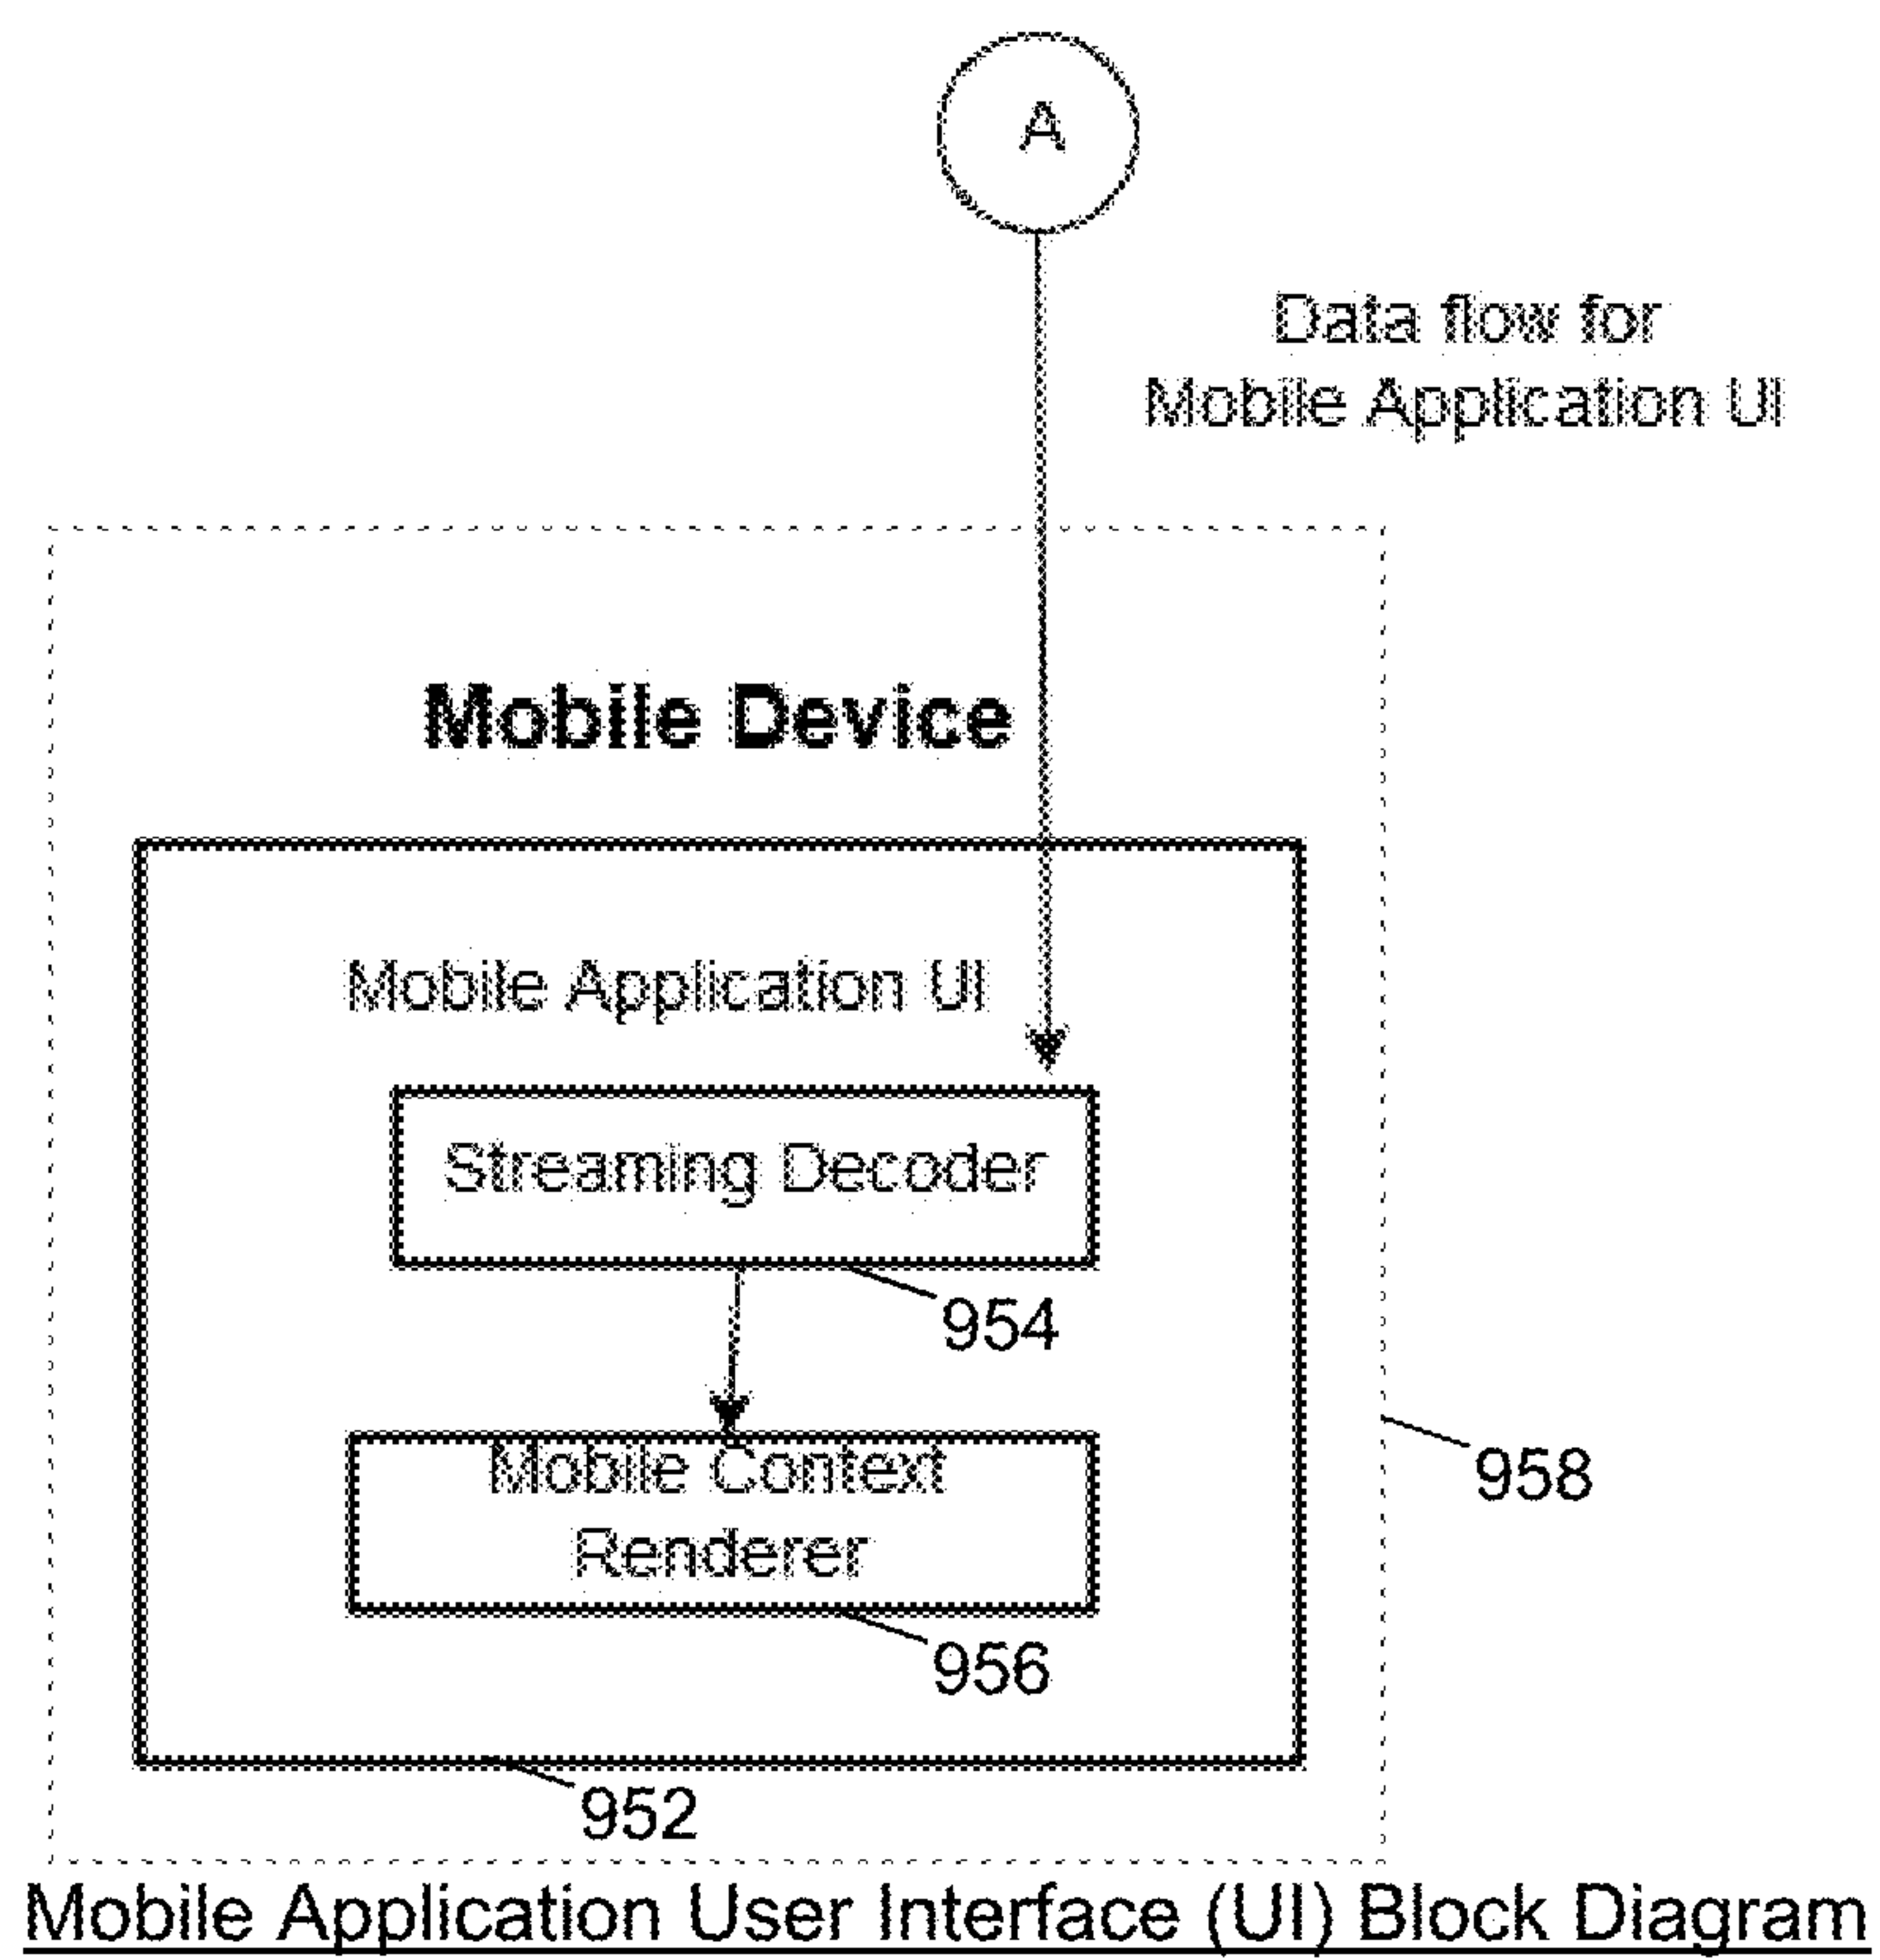 A
Data flow for
Mobile Application UI
Mobile Device
Mobile Application UI
Streaming Decoder
954
Mobile Context
Renderer
958
956
952
Mobile Application User Interface (UI) Block Diagram